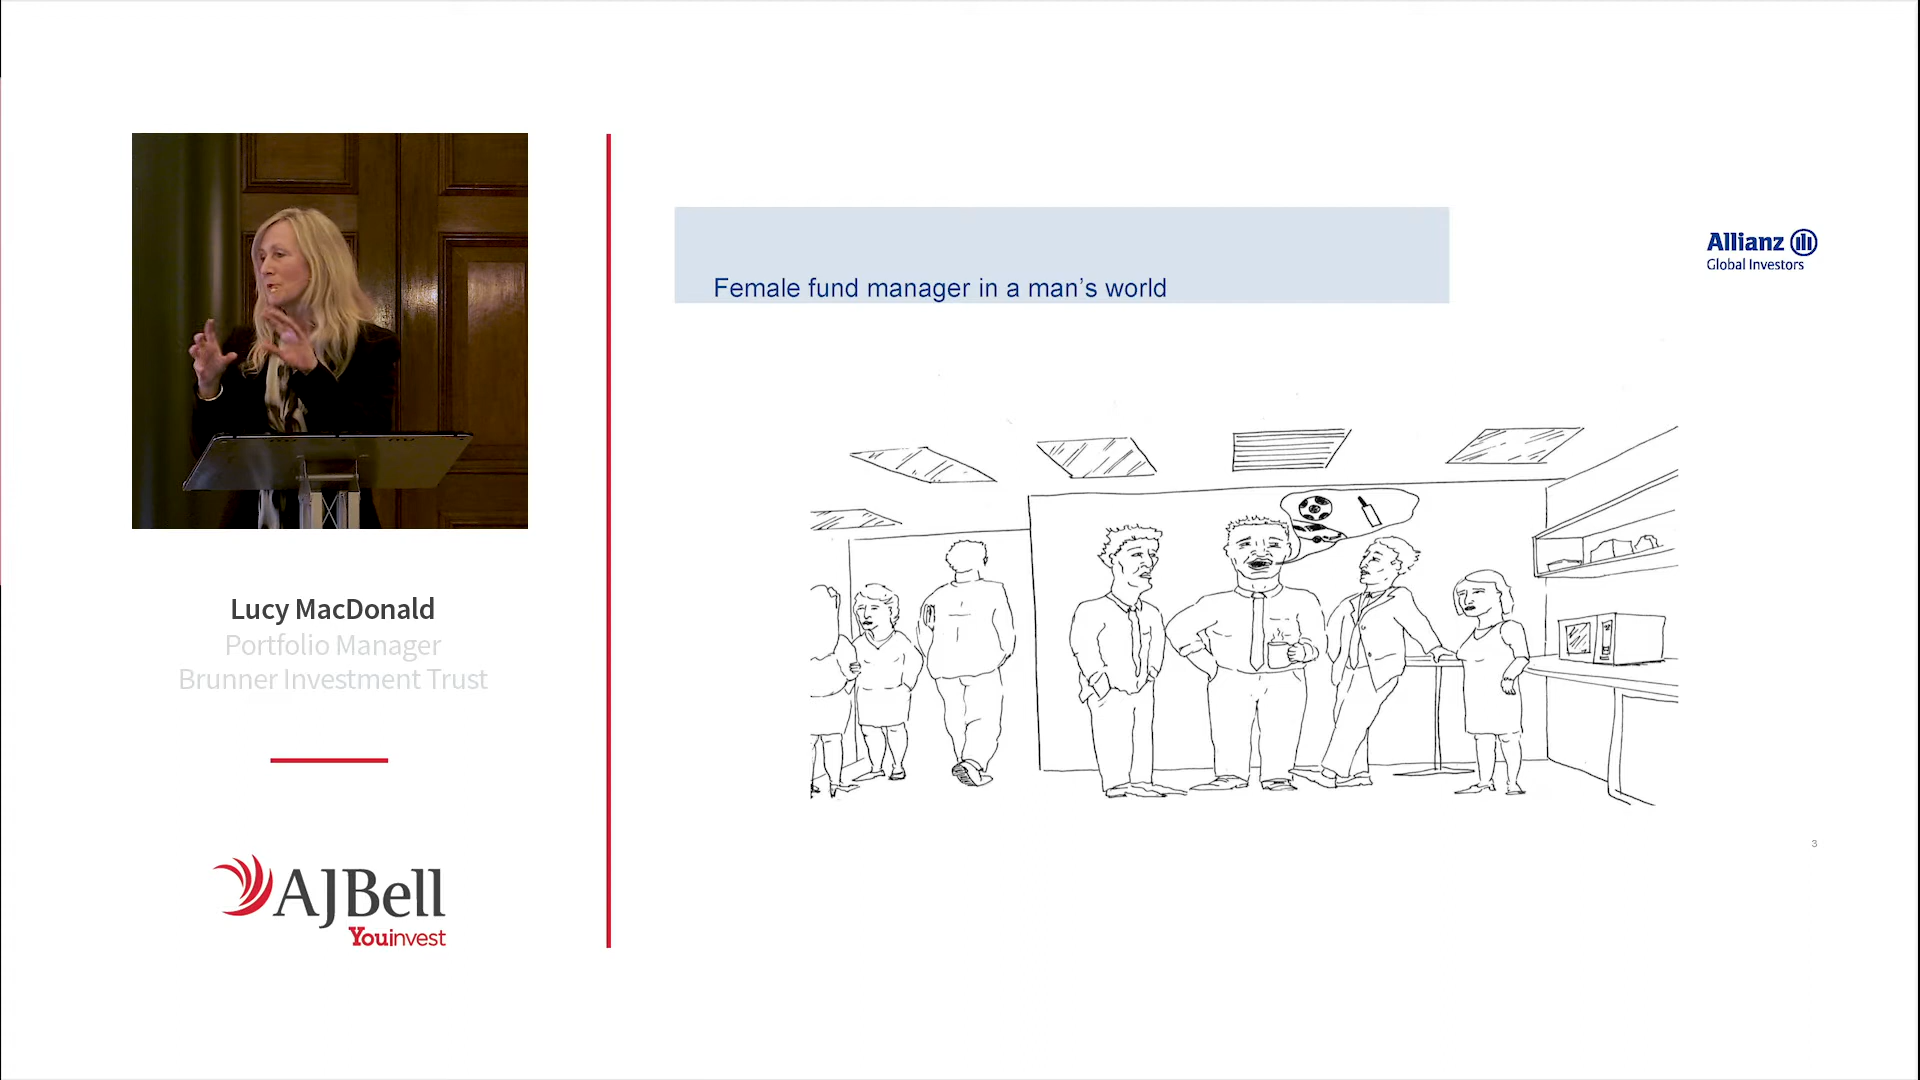 Female fund manager in a man's world
Allianz
Global Investors
Lucy MacDonald
Portfolio Manager
Brunner Investment Trust
AJBell
Youinvest
3